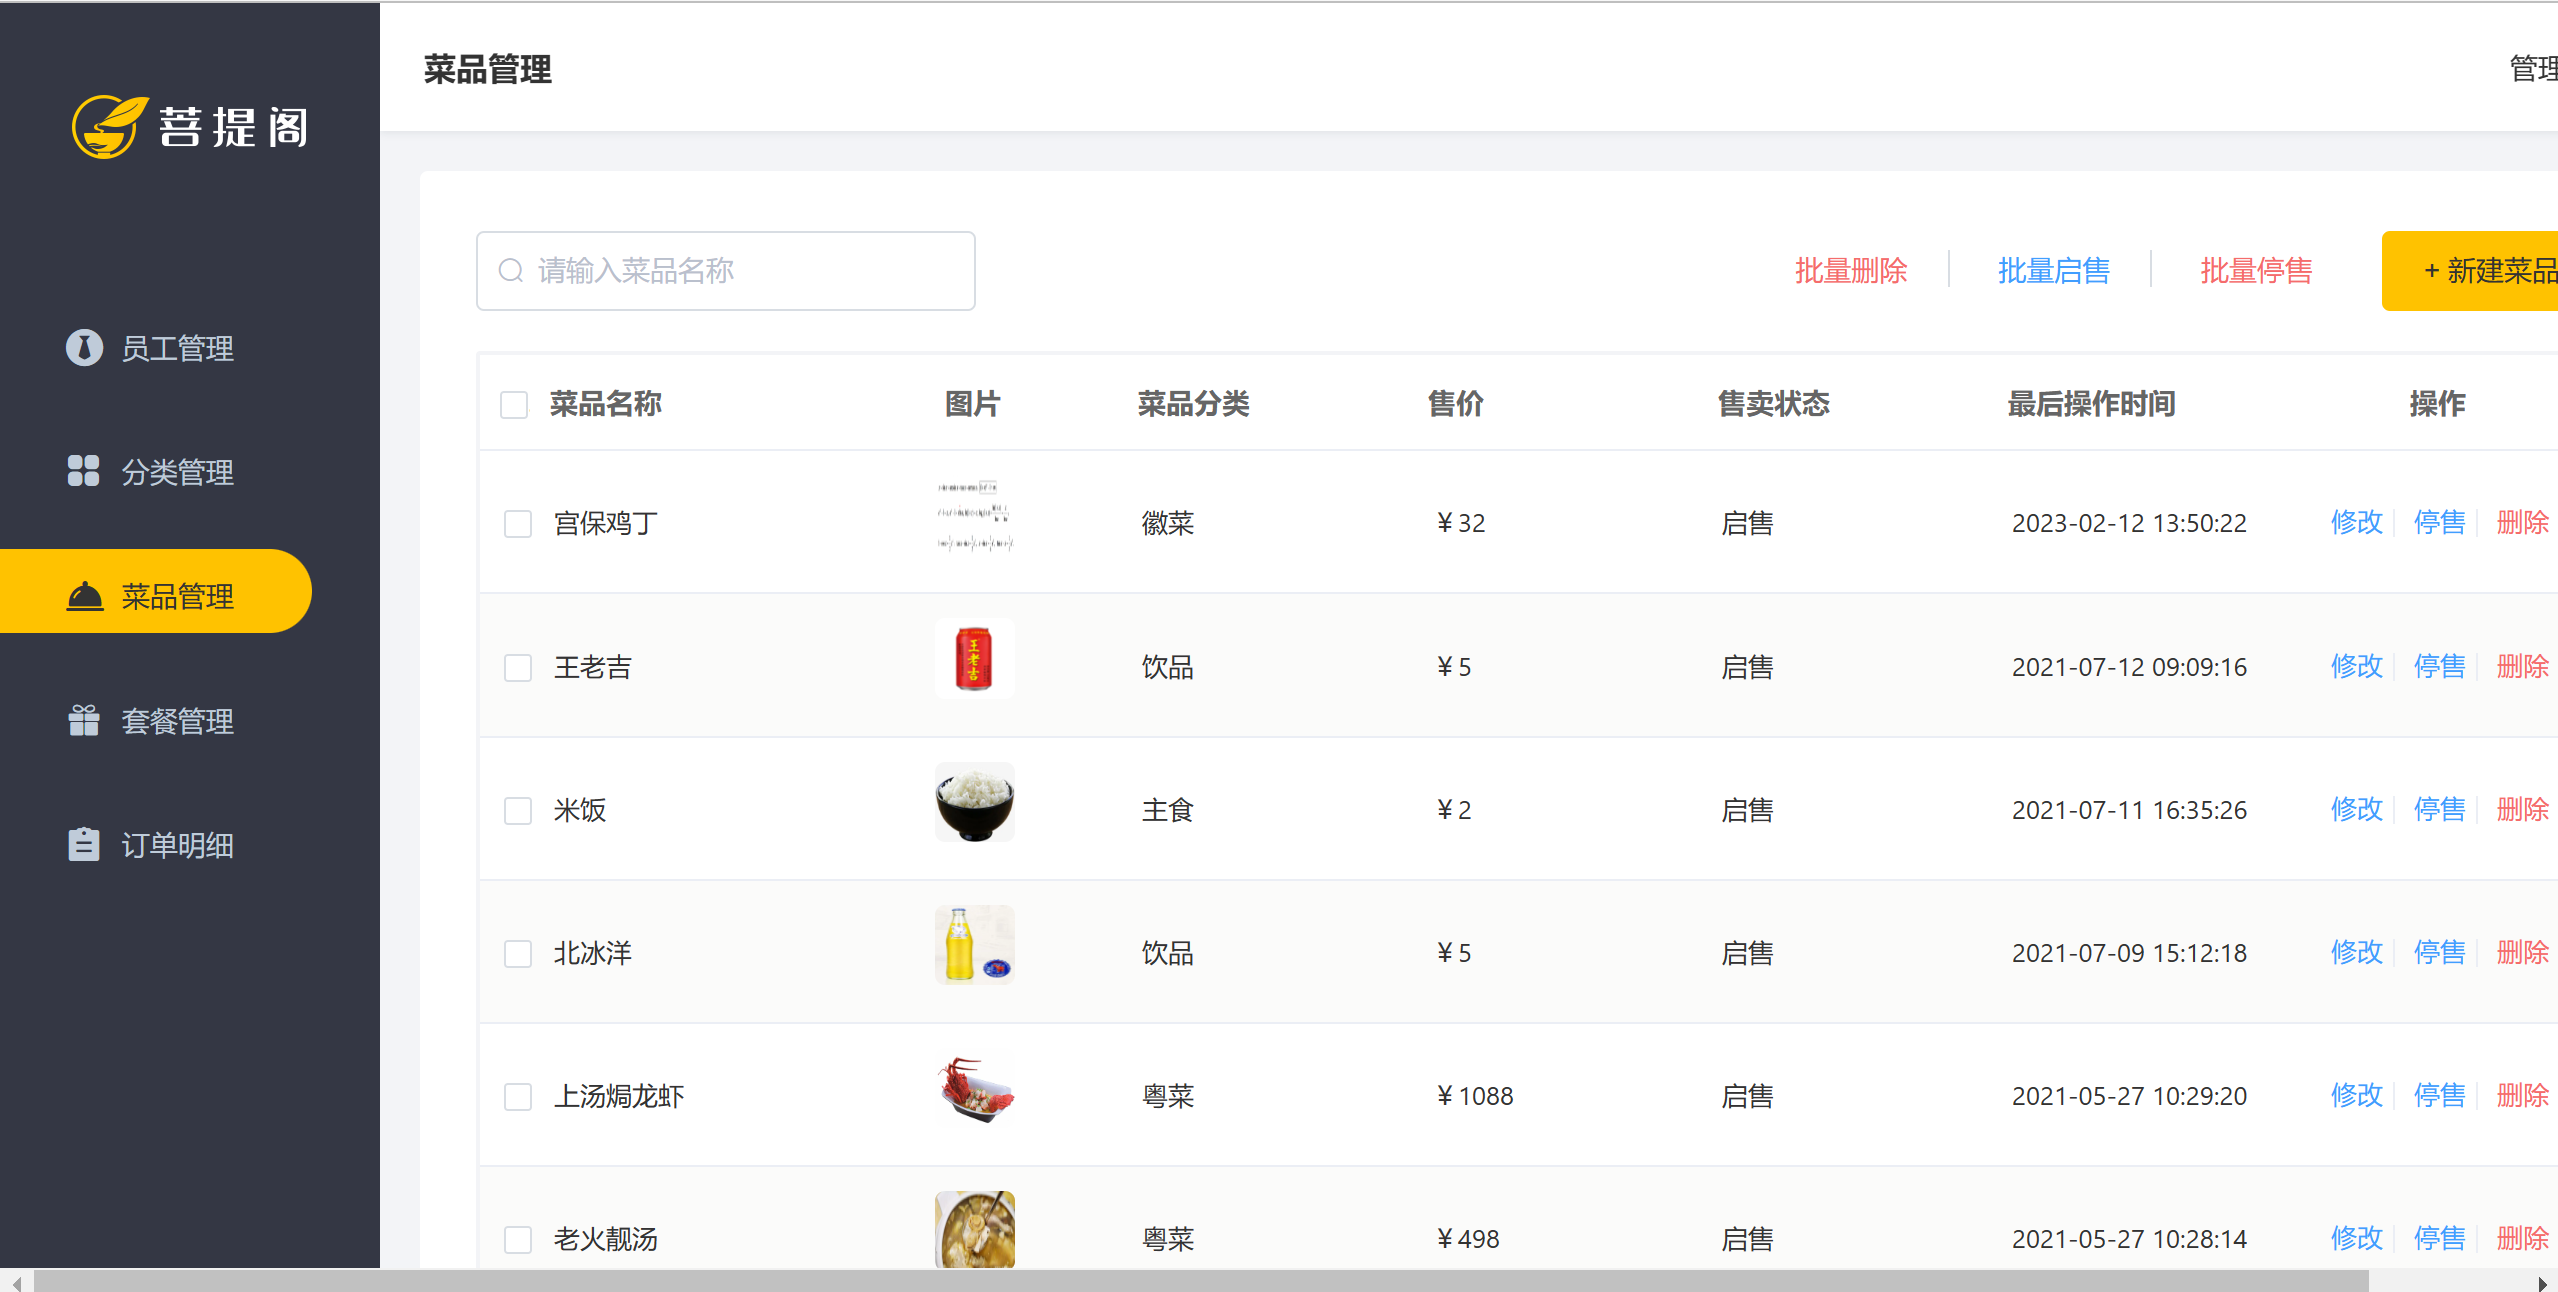 菩提阁
员工管理
分类管理
菜品管理
套餐管理
订单明细
菜品管理
管理
请输入菜品名称
批量删除 批量启售 批量停售 + 新建菜品
菜品名称 图片 菜品分类 售价 售卖状态 最后操作时间 操作
宫保鸡丁 徽菜 ¥ 32 启售 2023-02-12 13:50:22 修改 停售 删除
王老吉 王老吉 饮品 ¥ 5 启售 2021-07-12 09:09:16 修改 停售 删除
米饭 主食 ¥ 2 启售 2021-07-11 16:35:26 修改 停售 删除
北冰洋 饮品 ¥ 5 启售 2021-07-09 15:12:18 修改 停售 删除
上汤焗龙虾 粤菜 ¥ 1088 启售 2021-05-27 10:29:20 修改 停售 删除
老火靓汤 粤菜 ¥ 498 启售 2021-05-27 10:28:14 修改 停售 删除